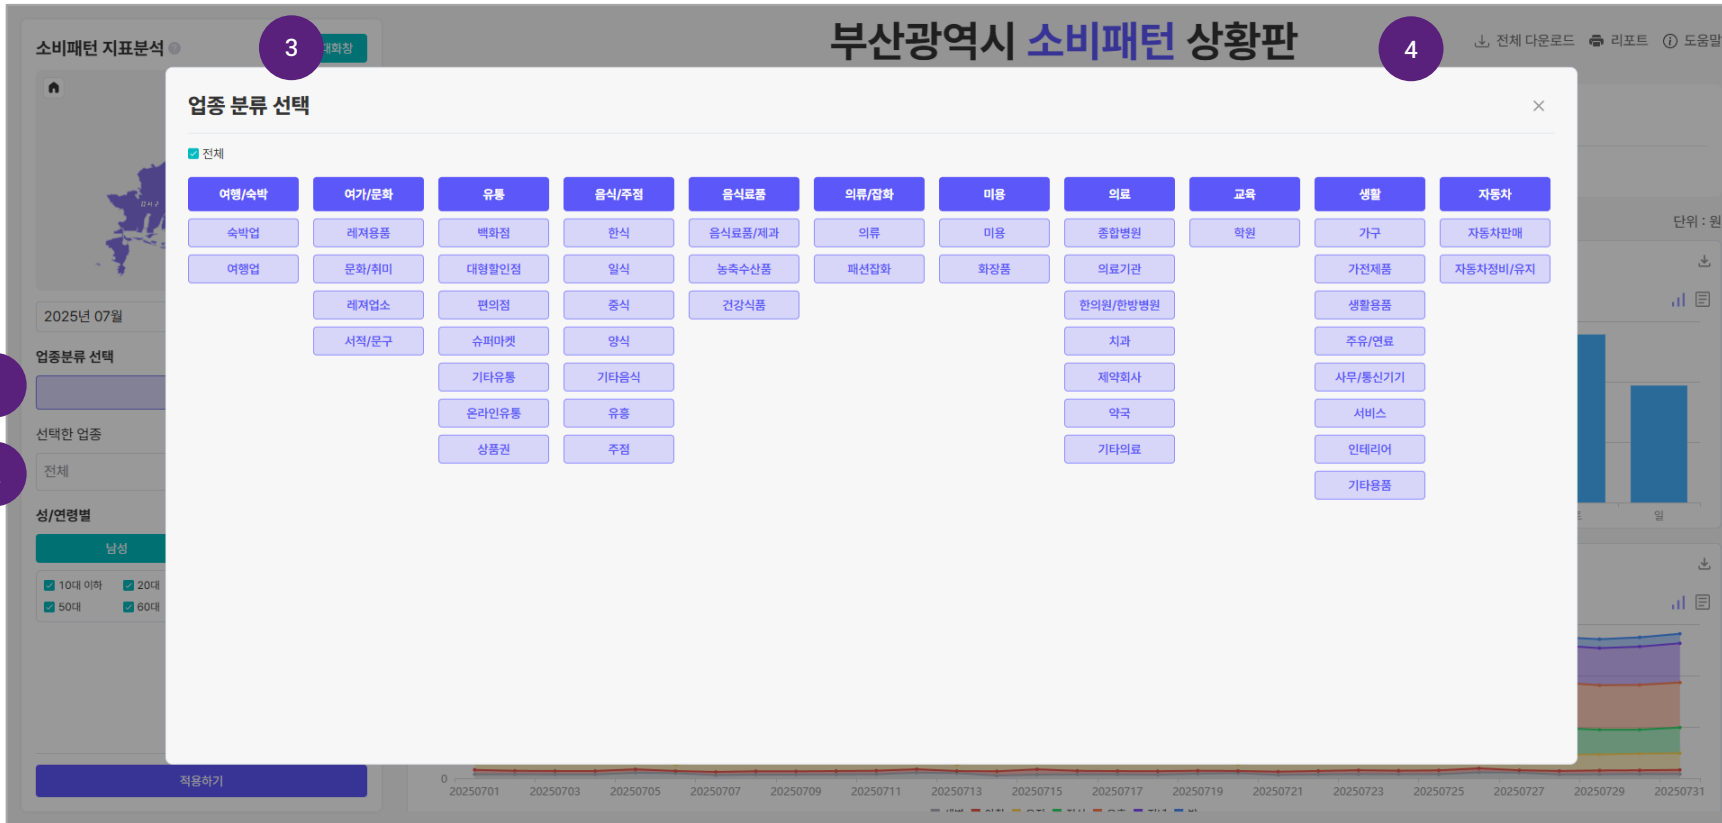 소비패턴 지표분석
3
대화창
부산광역시 소비패턴 상황판
4
전체 다운로드 리포트 도움말
업종 분류 선택
전체
여행/숙박 여가/문화 유통 음식/주점 음식료품 의류/잡화 미용 의료 교육 생활 자동차
숙박업 레져용품 백화점 한식 음식료품/제과 의류 미용 종합병원 학원 가구 자동차판매
여행업 문화/취미 대형할인점 일식 농축수산품 패션잡화 화장품 의료기관 가전제품 자동차정비/유지
레져업소 편의점 중식 건강식품 한의원/한방병원 생활용품
서적/문구 슈퍼마켓 양식 치과 주유/연료
기타유통 기타음식 제약회사 사무/통신기기
온라인유통 유흥 약국 서비스
상품권 주점 기타의료 인테리어
기타용품
강서구
단위 : 원
2025년 07월
업종분류 선택
선택한 업종
전체
성/연령별
남성
10대 이하 20대
50대 60대
적용하기
일
0
20250701 20250703 20250705 20250707 20250709 20250711 20250713 20250715 20250717 20250719 20250721 20250723 20250725 20250727 20250729 20250731